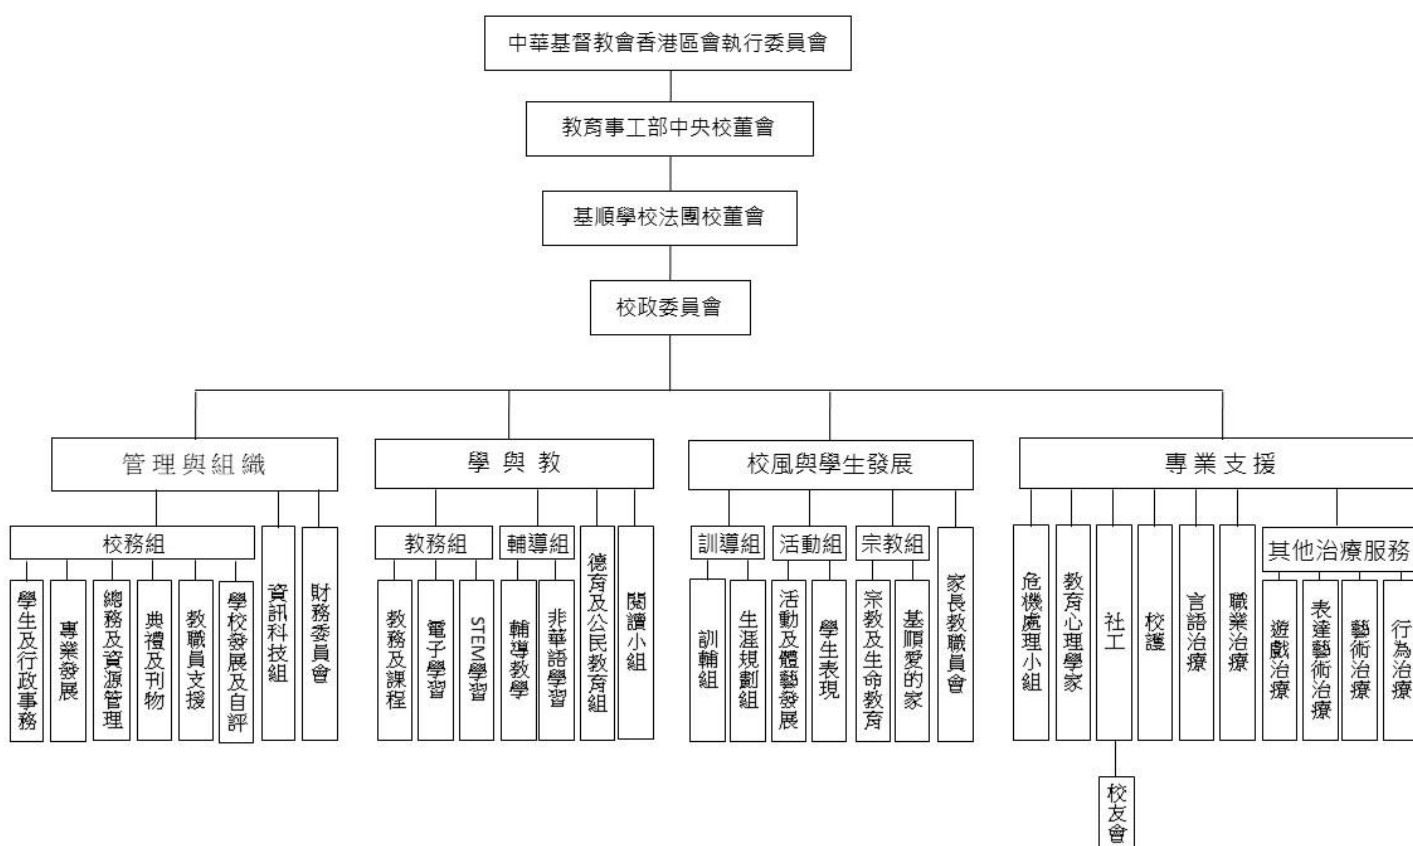 中華基督教會香港區會執行委員會
教育事工部中央校董會
基順學校法團校董會
校政委員會
管理與組織
學與教
校風與學生發展
專業支援
校務組
學生及行政事務
專業發展
總務及資源管理
典禮及刊物
教職員支援
學校發展及自評
資訊科技組
財務委員會
教務組
教務及課程
電子學習
STEM學習
輔導組
輔導教學
非華語學習
德育及公民教育組
閱讀小組
訓導組
訓輔組
生涯規劃組
活動組
活動及體藝發展
學生表現
宗教組
宗教及生命教育
基順愛的家
家長教職員會
危機處理小組
教育心理學家
社工
校護
言語治療
職業治療
其他治療服務
遊戲治療
表達藝術治療
藝術治療
行為治療
校友會